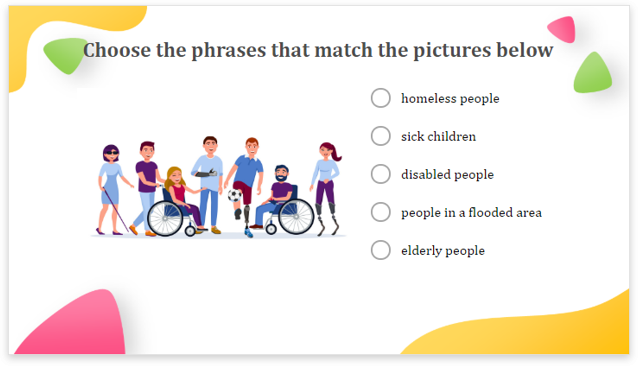 Choose the phrases that match the pictures below
homeless people
sick children
disabled people
people in a flooded area
elderly people